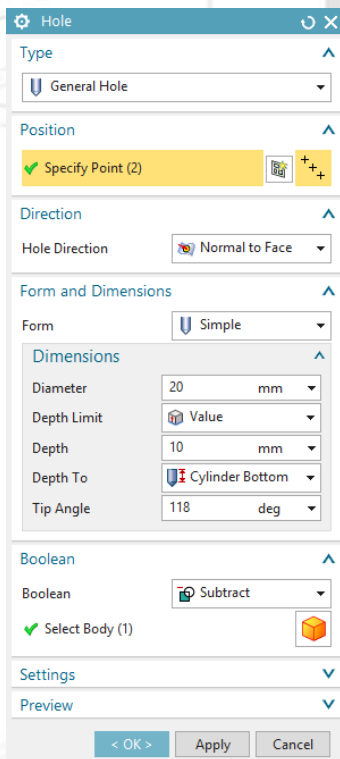 Hole
Type
General Hole
Position
Specify Point (2)
Direction
Hole Direction Normal to Face
Form and Dimensions
Form Simple
Dimensions
Diameter 20 mm
Depth Limit Value
Depth 10 mm
Depth To Cylinder Bottom
Tip Angle 118 deg
Boolean
Boolean Subtract
Select Body (1)
Settings
Preview
< OK > Apply Cancel